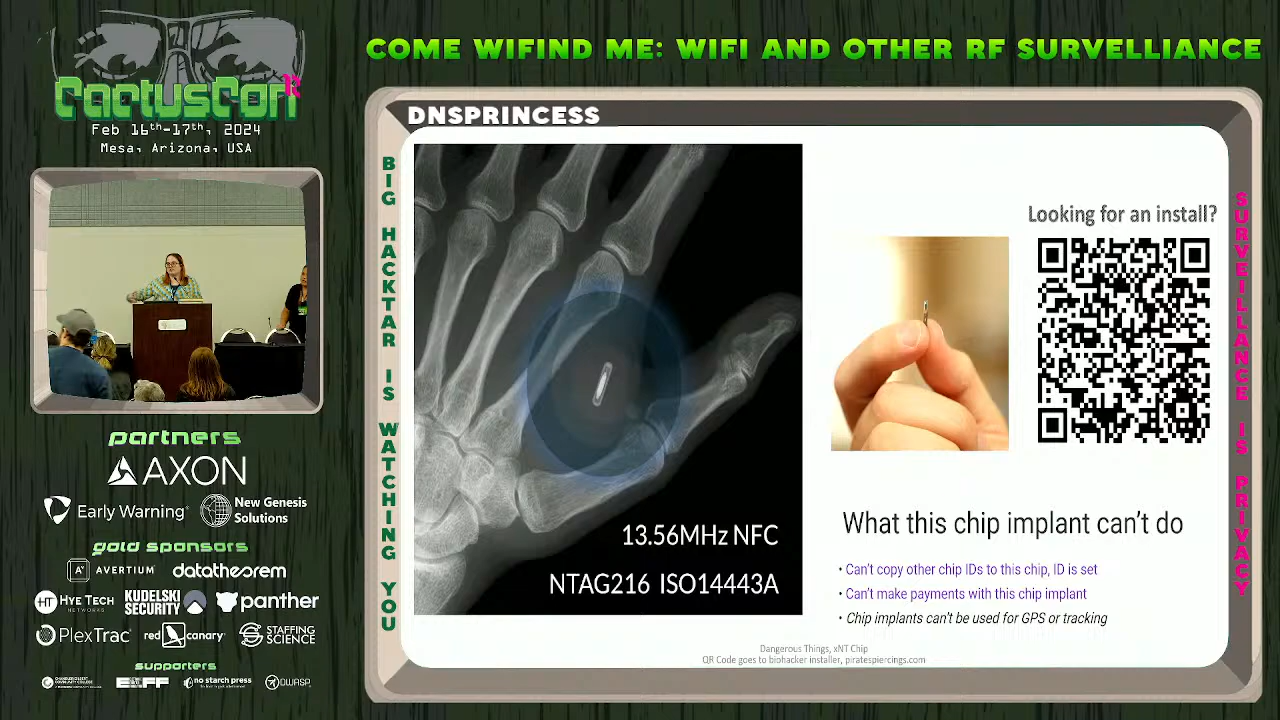 COME WIFIND ME: WIFI AND OTHER RF SURVELLIANCE
CactusCon
Feb 16th-17th, 2024
Mesa, Arizona, USA
DNSPRINCESS
BIG HACKTAR IS WATCHING YOU
SURVEILLANCE IS PRIVACY
Looking for an install?
13.56MHz NFC
NTAG216 ISO14443A
What this chip implant can't do
• Can't copy other chip IDs to this chip, ID is set
• Can't make payments with this chip implant
• Chip implants can't be used for GPS or tracking
Dangerous Things, xNT Chip
QR Code goes to biohacker installer, piratespiercings.com
partners
AXON
Early Warning
New Genesis
Solutions
gold sponsors
AVERTIUM
datatheorem
HT HYE TECH
NETWORKS
KUDELSKI
SECURITY
panther
PlexTrac
red canary
STAFFING
SCIENCE
supporters
EFF
no starch press
OWASP